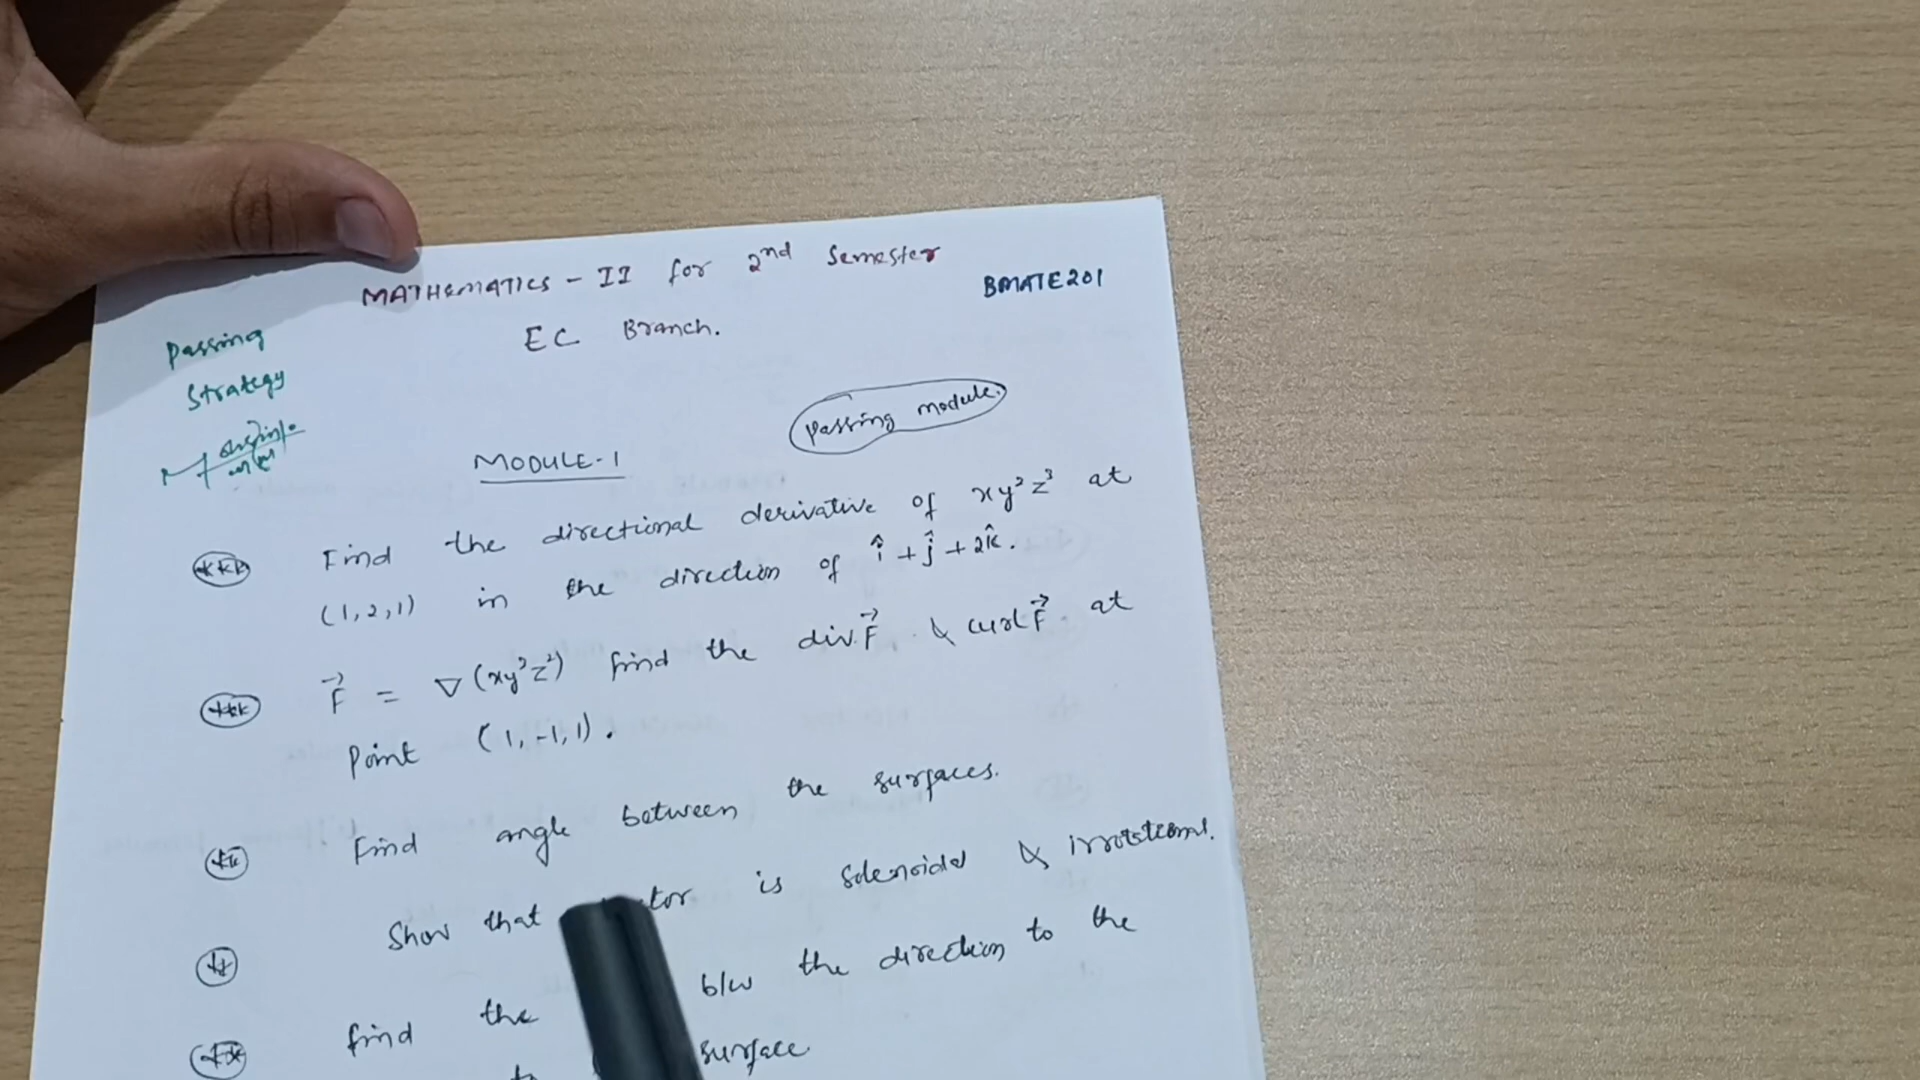 MATHEMATICS - II for 2nd Semester
BMATE201
EC Branch.
Passing
Strategy
Passing module.
MODULE-1
*** Find the directional derivative of xy²z³ at
(1,2,1) in the direction of î + ĵ + 2k̂.
*** F⃗ = ∇(xy³z²) find the div.F⃗ & curl F⃗ at
Point (1,-1,1).
** Find angle between the surfaces.
** Show that is solenoidal & irrotational.
** find the b/w the direction to the
surface